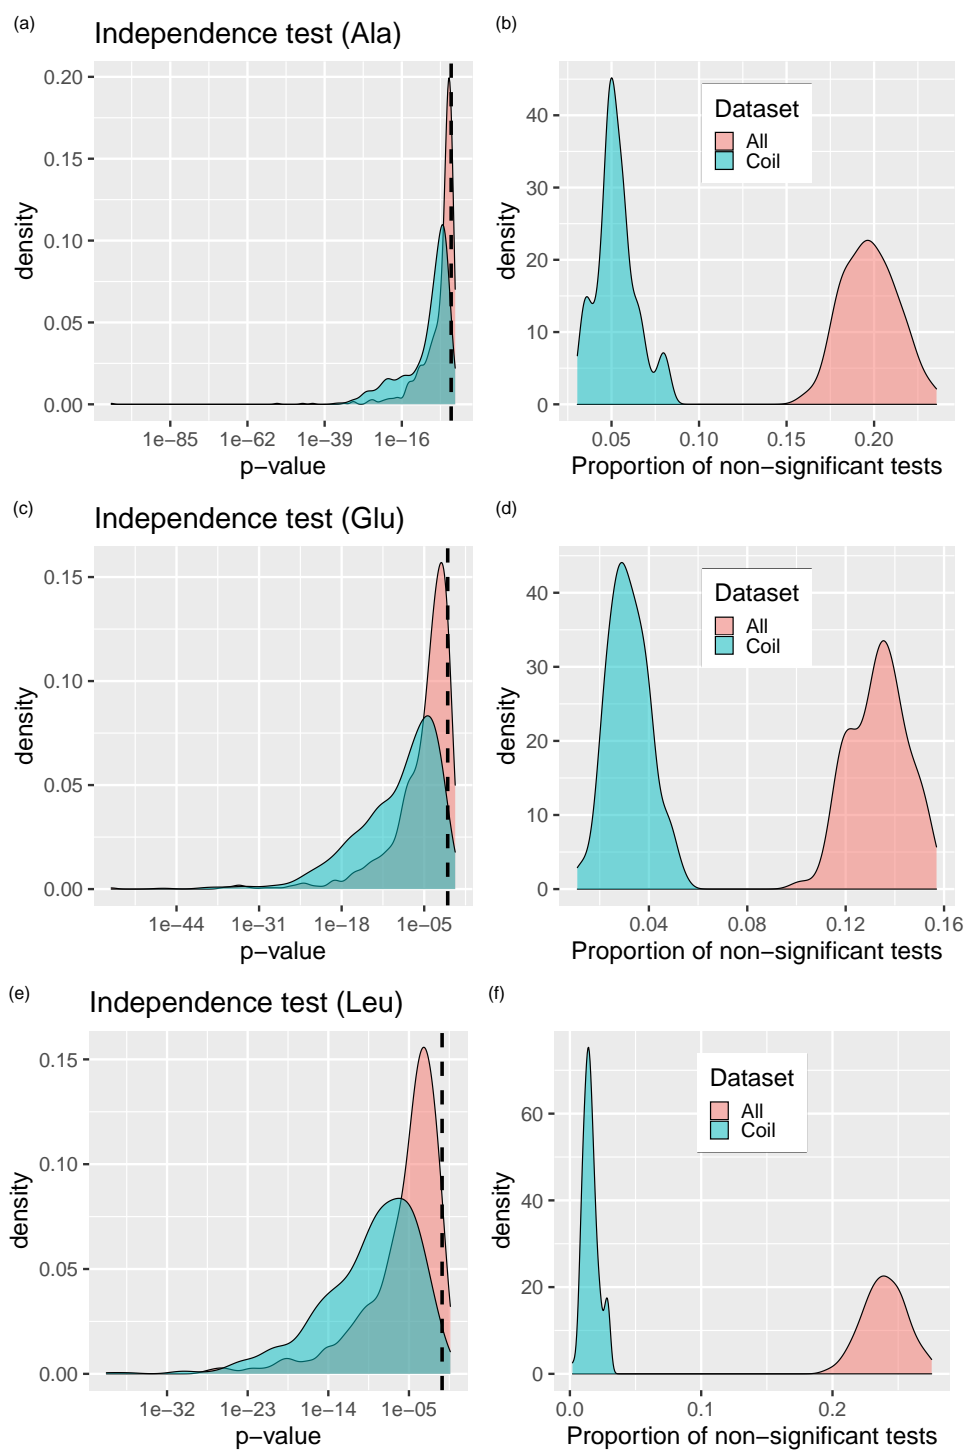 (a)
Independence test (Ala)
density
0.20
0.15
0.10
0.05
0.00
1e−85
1e−62
1e−39
1e−16
p−value
(b)
density
40
30
20
10
0
Dataset
All
Coil
0.05
0.10
0.15
0.20
Proportion of non−significant tests
(c)
Independence test (Glu)
density
0.15
0.10
0.05
0.00
1e−44
1e−31
1e−18
1e−05
p−value
(d)
density
40
30
20
10
0
Dataset
All
Coil
0.04
0.08
0.12
0.16
Proportion of non−significant tests
(e)
Independence test (Leu)
density
0.15
0.10
0.05
0.00
1e−32
1e−23
1e−14
1e−05
p−value
(f)
density
60
40
20
0
Dataset
All
Coil
0.0
0.1
0.2
Proportion of non−significant tests